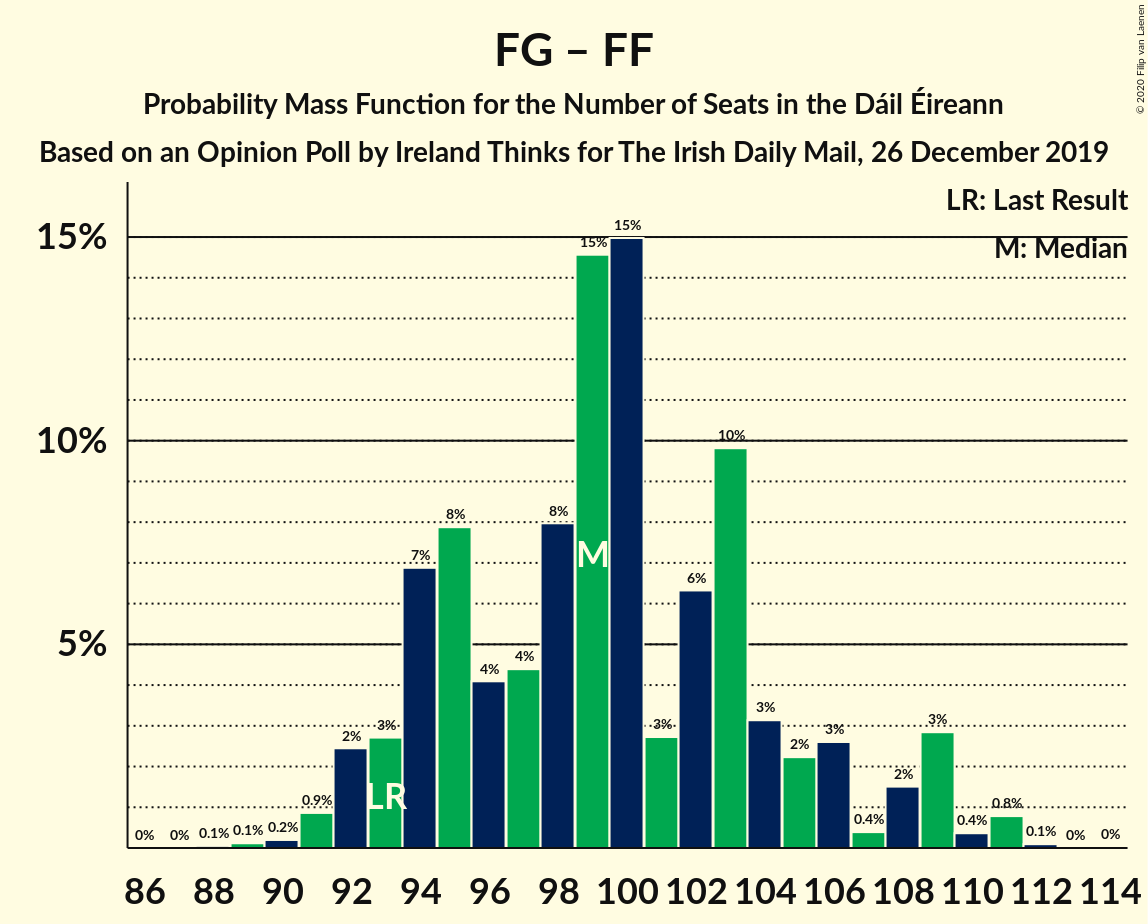 FG – FF
Probability Mass Function for the Number of Seats in the Dáil Éireann
Based on an Opinion Poll by Ireland Thinks for The Irish Daily Mail, 26 December 2019
© 2020 Filip van Laenen
LR: Last Result
M: Median
15%
10%
5%
0% 0% 0.1% 0.1% 0.2% 0.9% 2% 3% 7% 8% 4% 4% 8% 15% 15% 3% 6% 10% 3% 2% 3% 0.4% 2% 3% 0.4% 0.8% 0.1% 0% 0%
M
LR
86 88 90 92 94 96 98 100 102 104 106 108 110 112 114